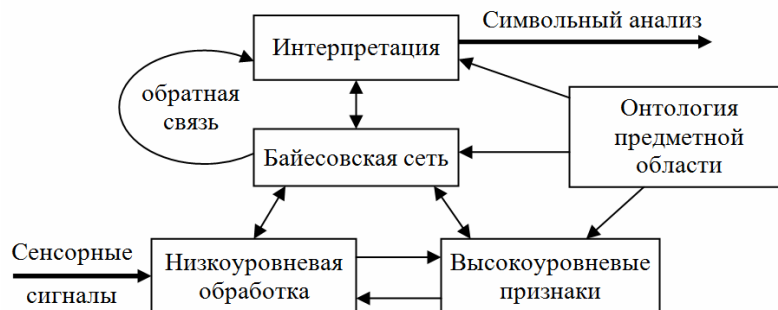 Символьный анализ
Интерпретация
обратная
связь
Онтология
предметной
области
Байесовская сеть
Сенсорные
сигналы
Низкоуровневая
обработка
Высокоуровневые
признаки